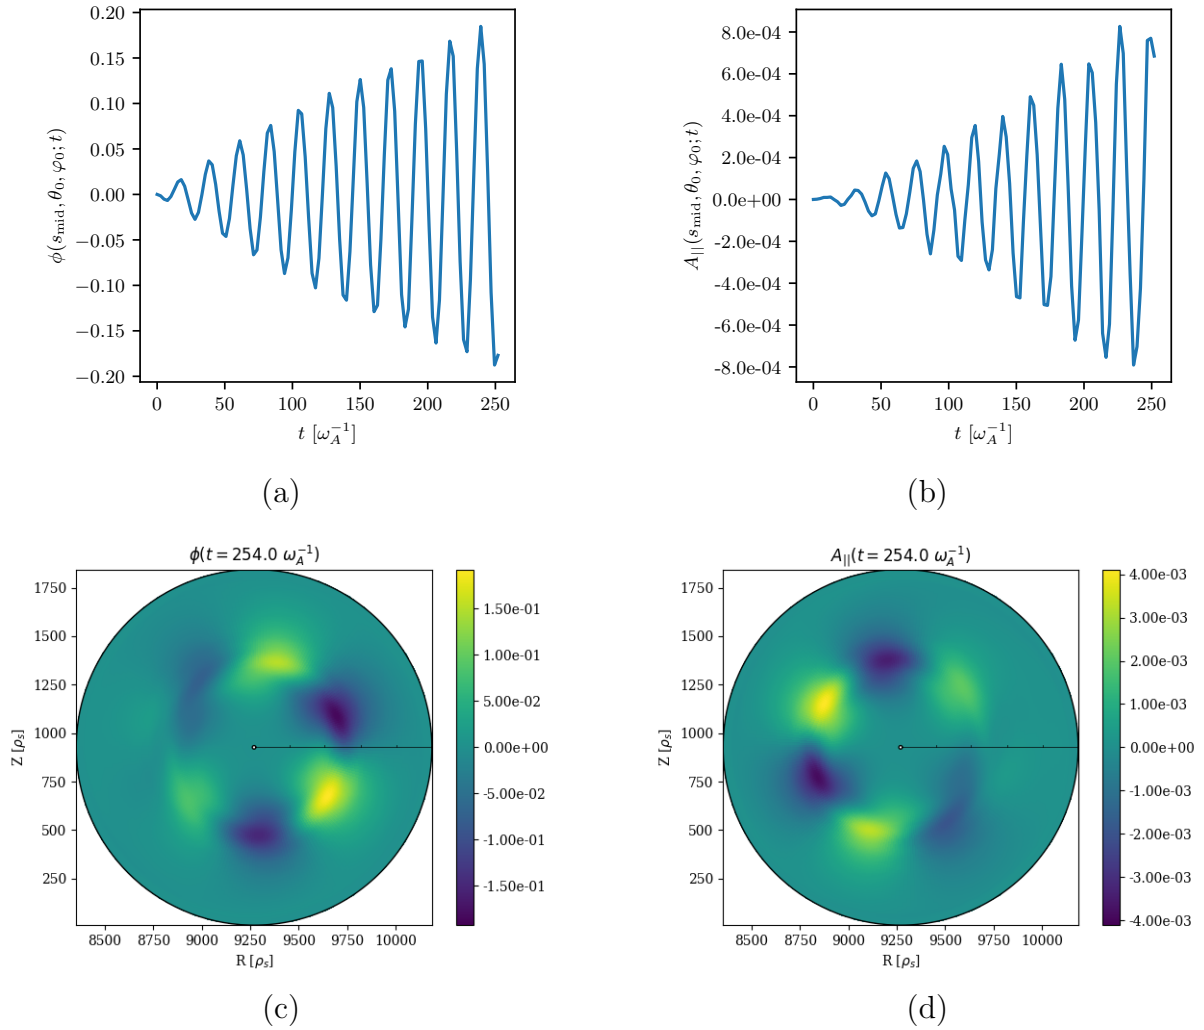 0.20
0.15
0.10
0.05
0.00
−0.05
−0.10
−0.15
−0.20
ϕ(s_mid, θ_0, φ_0; t)
0 50 100 150 200 250
t [ω_A^{-1}]
(a)
8.0e-04
6.0e-04
4.0e-04
2.0e-04
0.0e+00
-2.0e-04
-4.0e-04
-6.0e-04
-8.0e-04
A_||(s_mid, θ_0, φ_0; t)
0 50 100 150 200 250
t [ω_A^{-1}]
(b)
ϕ(t = 254.0 ω_A^{-1})
1750
1500
1250
1000
750
500
250
Z [ρ_s]
8500 8750 9000 9250 9500 9750 10000
R [ρ_s]
1.50e-01
1.00e-01
5.00e-02
0.00e+00
-5.00e-02
-1.00e-01
-1.50e-01
(c)
A_||(t = 254.0 ω_A^{-1})
1750
1500
1250
1000
750
500
250
Z [ρ_s]
8500 8750 9000 9250 9500 9750 10000
R [ρ_s]
4.00e-03
3.00e-03
2.00e-03
1.00e-03
0.00e+00
-1.00e-03
-2.00e-03
-3.00e-03
-4.00e-03
(d)